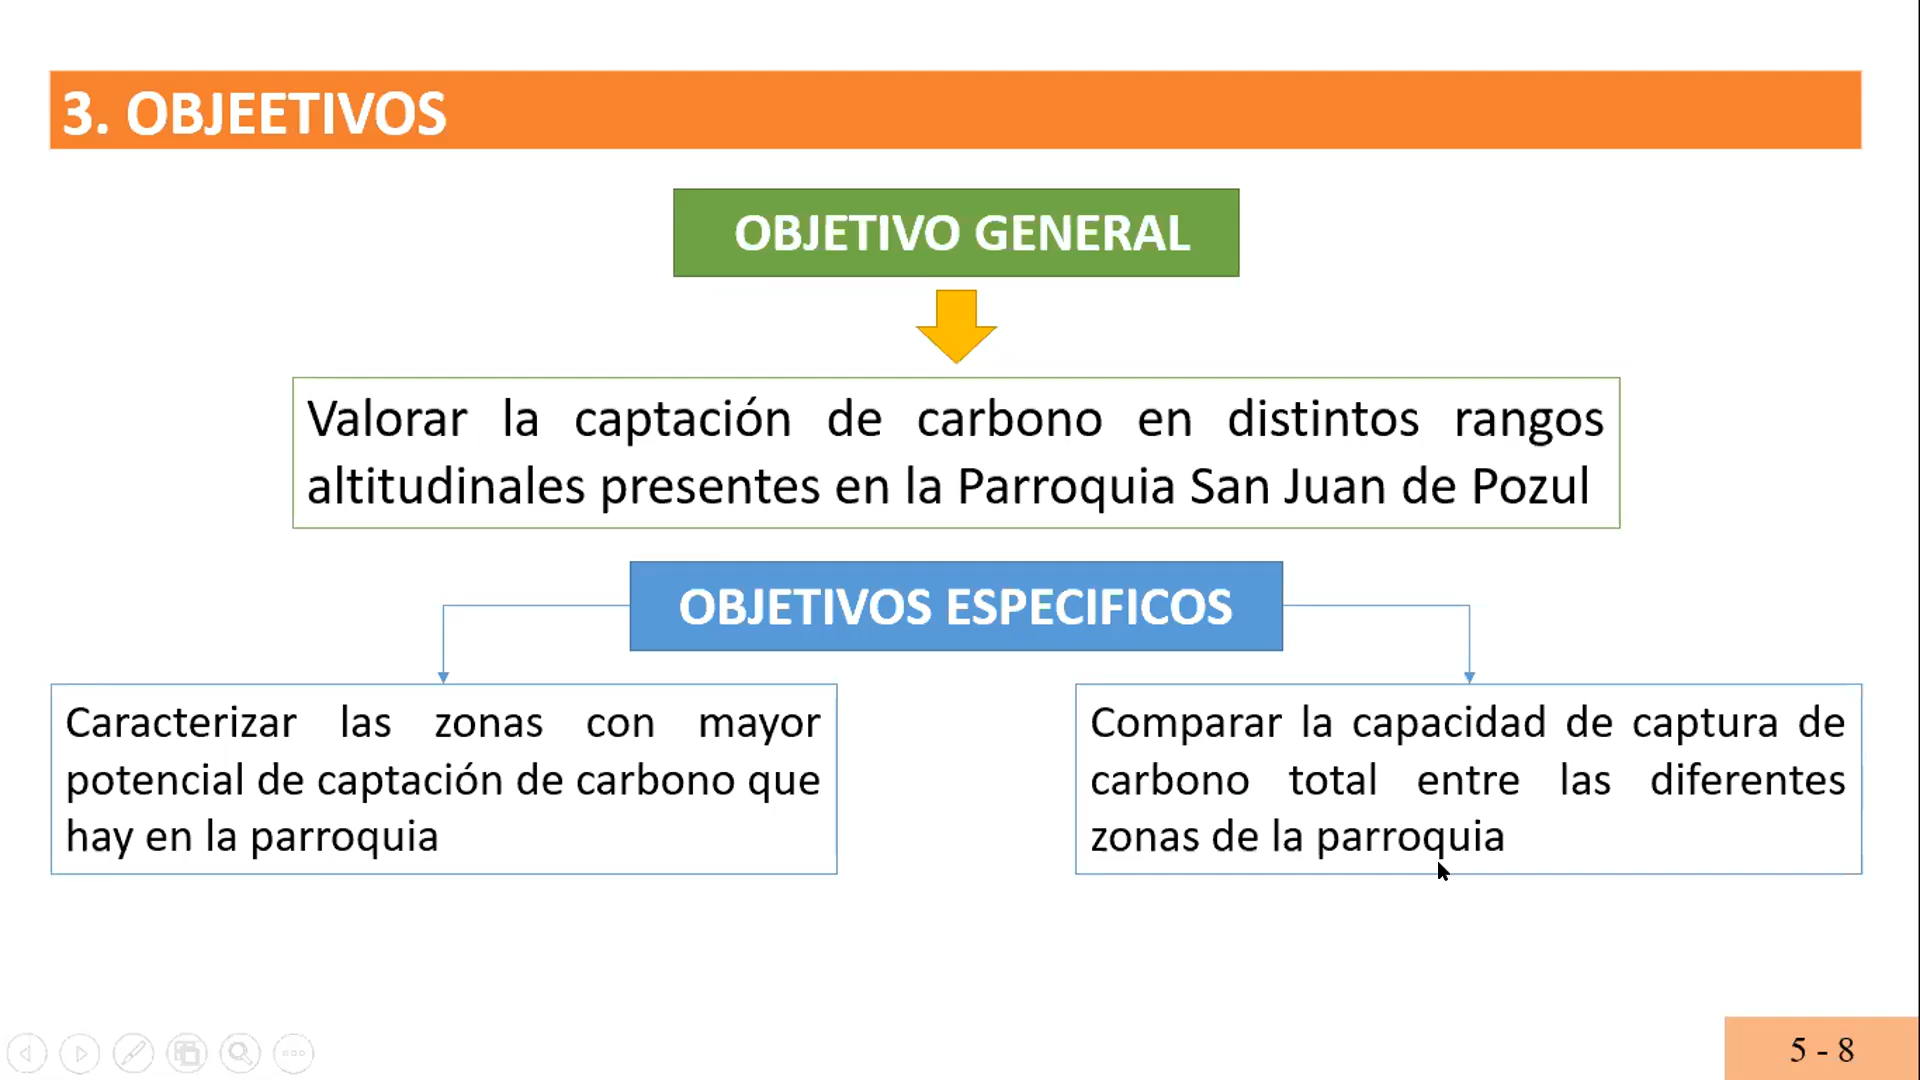 3. OBJEETIVOS
OBJETIVO GENERAL
Valorar la captación de carbono en distintos rangos
altitudinales presentes en la Parroquia San Juan de Pozul
OBJETIVOS ESPECIFICOS
Caracterizar las zonas con mayor
potencial de captación de carbono que
hay en la parroquia
Comparar la capacidad de captura de
carbono total entre las diferentes
zonas de la parroquia
5 - 8